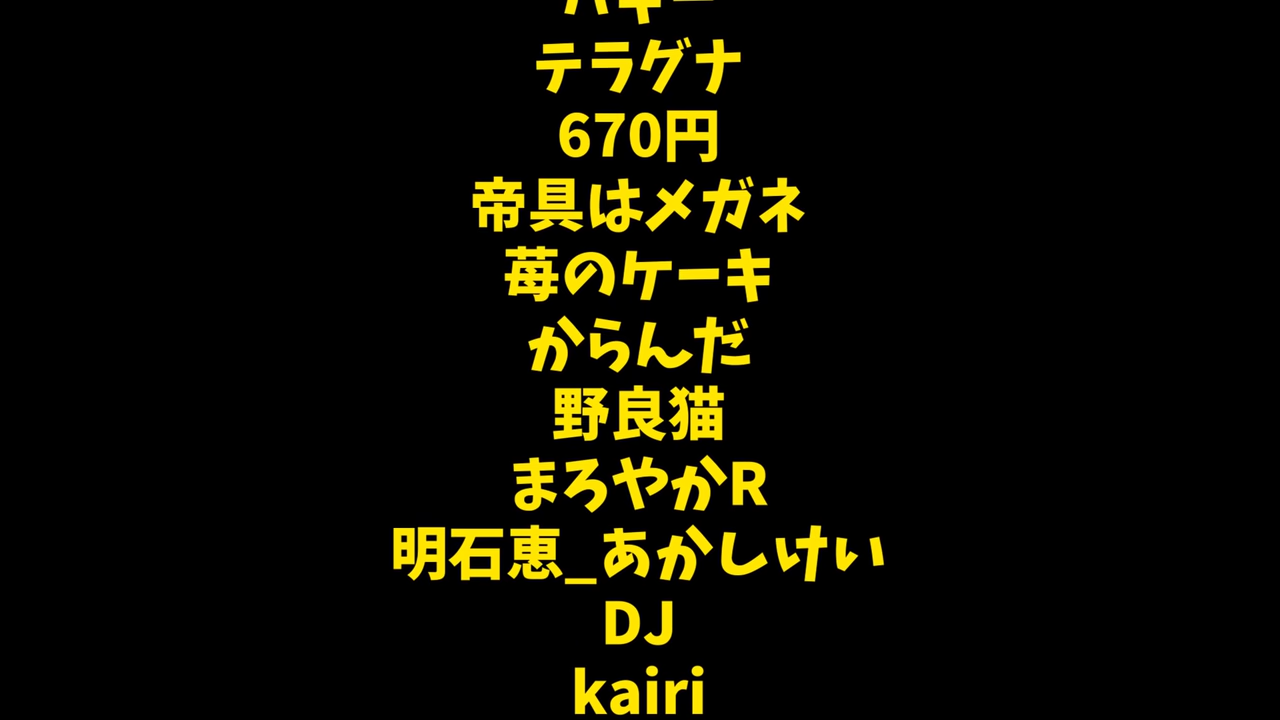 テラグナ
670円
帝具はメガネ
苺のケーキ
からんだ
野良猫
まろやかR
明石恵_あかしけい
DJ
kairi